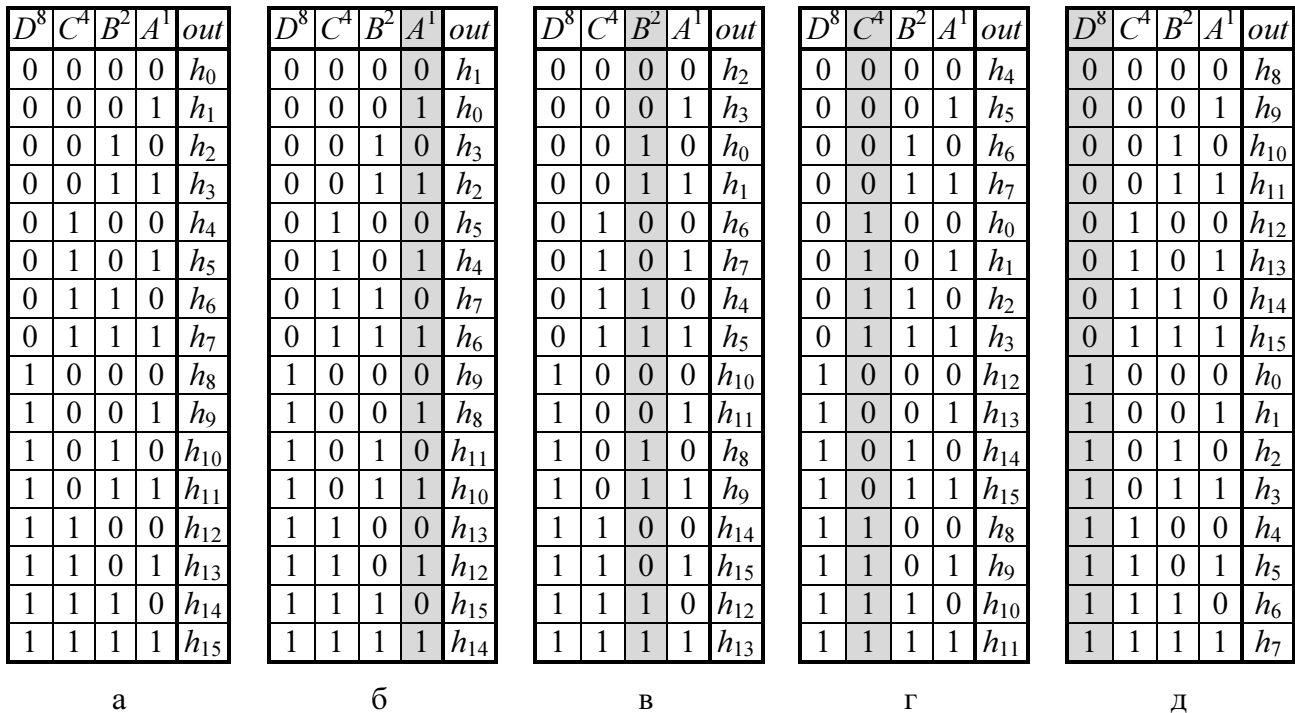 D⁸ C⁴ B² A¹ out D⁸ C⁴ B² A¹ out D⁸ C⁴ B² A¹ out D⁸ C⁴ B² A¹ out D⁸ C⁴ B² A¹ out
0 0 0 0 h₀ 0 0 0 0 h₁ 0 0 0 0 h₂ 0 0 0 0 h₄ 0 0 0 0 h₈
0 0 0 1 h₁ 0 0 0 1 h₀ 0 0 0 1 h₃ 0 0 0 1 h₅ 0 0 0 1 h₉
0 0 1 0 h₂ 0 0 1 0 h₃ 0 0 1 0 h₀ 0 0 1 0 h₆ 0 0 1 0 h₁₀
0 0 1 1 h₃ 0 0 1 1 h₂ 0 0 1 1 h₁ 0 0 1 1 h₇ 0 0 1 1 h₁₁
0 1 0 0 h₄ 0 1 0 0 h₅ 0 1 0 0 h₆ 0 1 0 0 h₀ 0 1 0 0 h₁₂
0 1 0 1 h₅ 0 1 0 1 h₄ 0 1 0 1 h₇ 0 1 0 1 h₁ 0 1 0 1 h₁₃
0 1 1 0 h₆ 0 1 1 0 h₇ 0 1 1 0 h₄ 0 1 1 0 h₂ 0 1 1 0 h₁₄
0 1 1 1 h₇ 0 1 1 1 h₆ 0 1 1 1 h₅ 0 1 1 1 h₃ 0 1 1 1 h₁₅
1 0 0 0 h₈ 1 0 0 0 h₉ 1 0 0 0 h₁₀ 1 0 0 0 h₁₂ 1 0 0 0 h₀
1 0 0 1 h₉ 1 0 0 1 h₈ 1 0 0 1 h₁₁ 1 0 0 1 h₁₃ 1 0 0 1 h₁
1 0 1 0 h₁₀ 1 0 1 0 h₁₁ 1 0 1 0 h₈ 1 0 1 0 h₁₄ 1 0 1 0 h₂
1 0 1 1 h₁₁ 1 0 1 1 h₁₀ 1 0 1 1 h₉ 1 0 1 1 h₁₅ 1 0 1 1 h₃
1 1 0 0 h₁₂ 1 1 0 0 h₁₃ 1 1 0 0 h₁₄ 1 1 0 0 h₈ 1 1 0 0 h₄
1 1 0 1 h₁₃ 1 1 0 1 h₁₂ 1 1 0 1 h₁₅ 1 1 0 1 h₉ 1 1 0 1 h₅
1 1 1 0 h₁₄ 1 1 1 0 h₁₅ 1 1 1 0 h₁₂ 1 1 1 0 h₁₀ 1 1 1 0 h₆
1 1 1 1 h₁₅ 1 1 1 1 h₁₄ 1 1 1 1 h₁₃ 1 1 1 1 h₁₁ 1 1 1 1 h₇
а б в г д